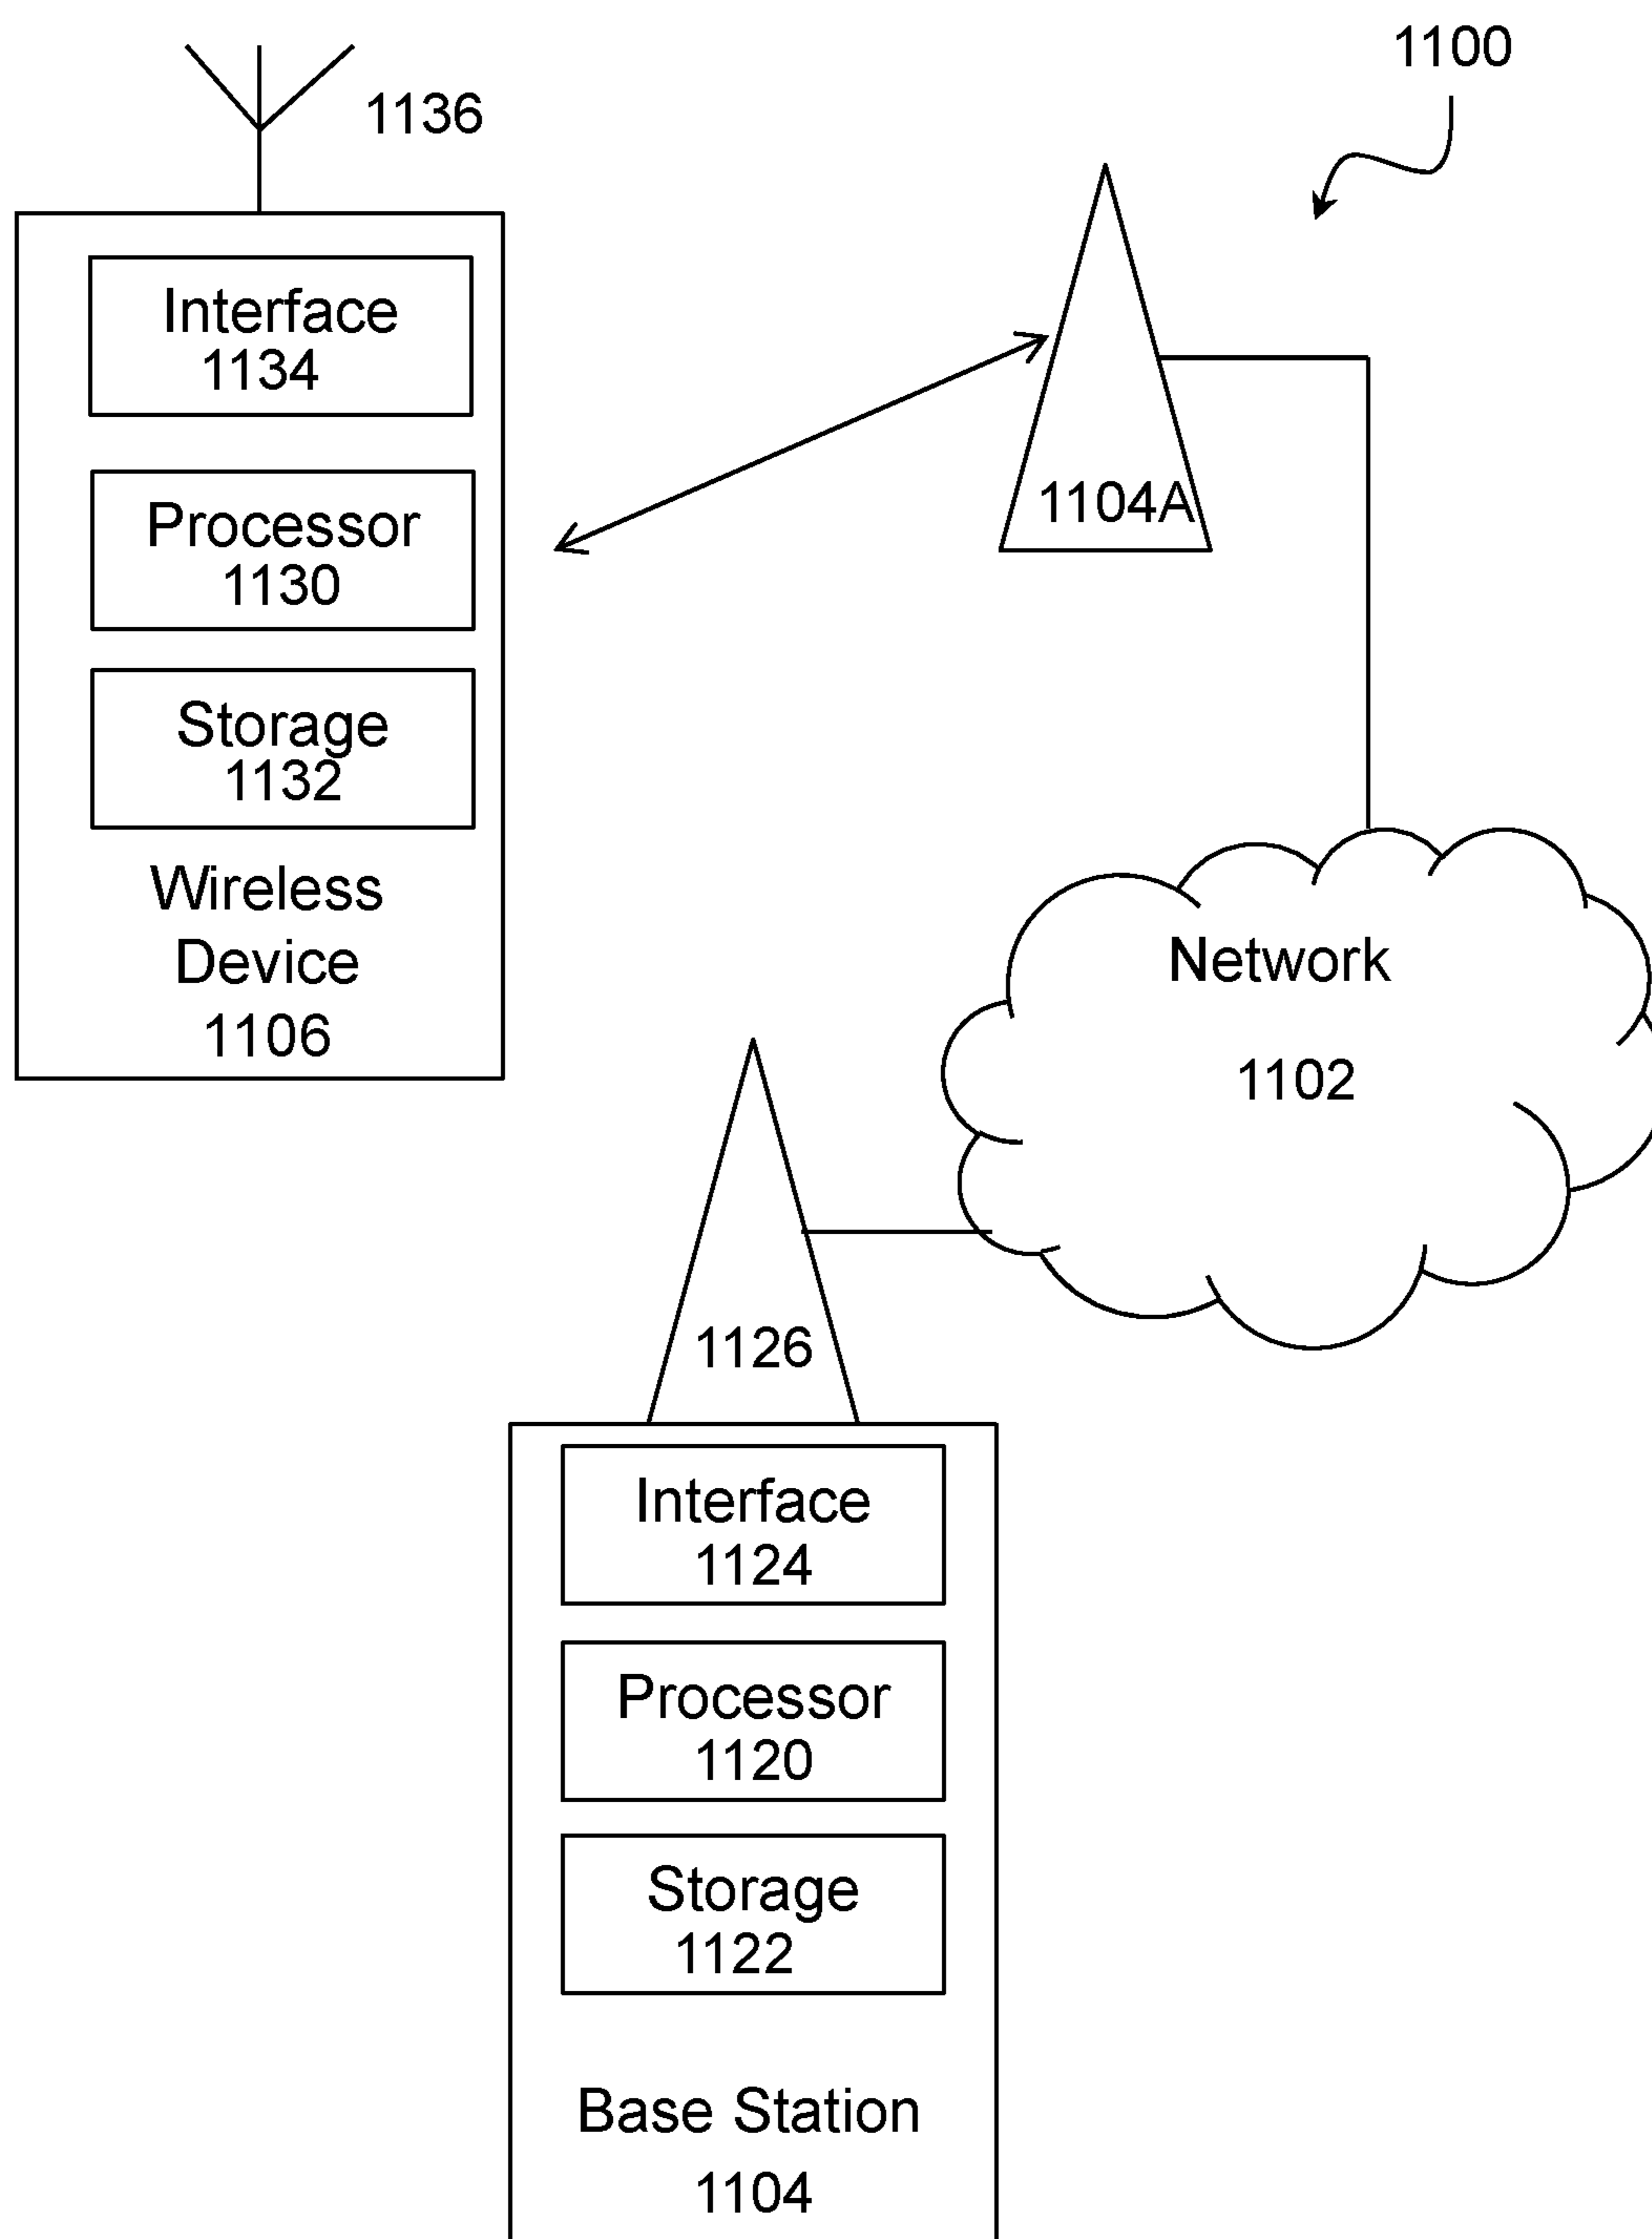 1100
1136
Interface
1134
Processor
1130
Storage
1132
Wireless
Device
1106
1104A
Network
1102
1126
Interface
1124
Processor
1120
Storage
1122
Base Station
1104